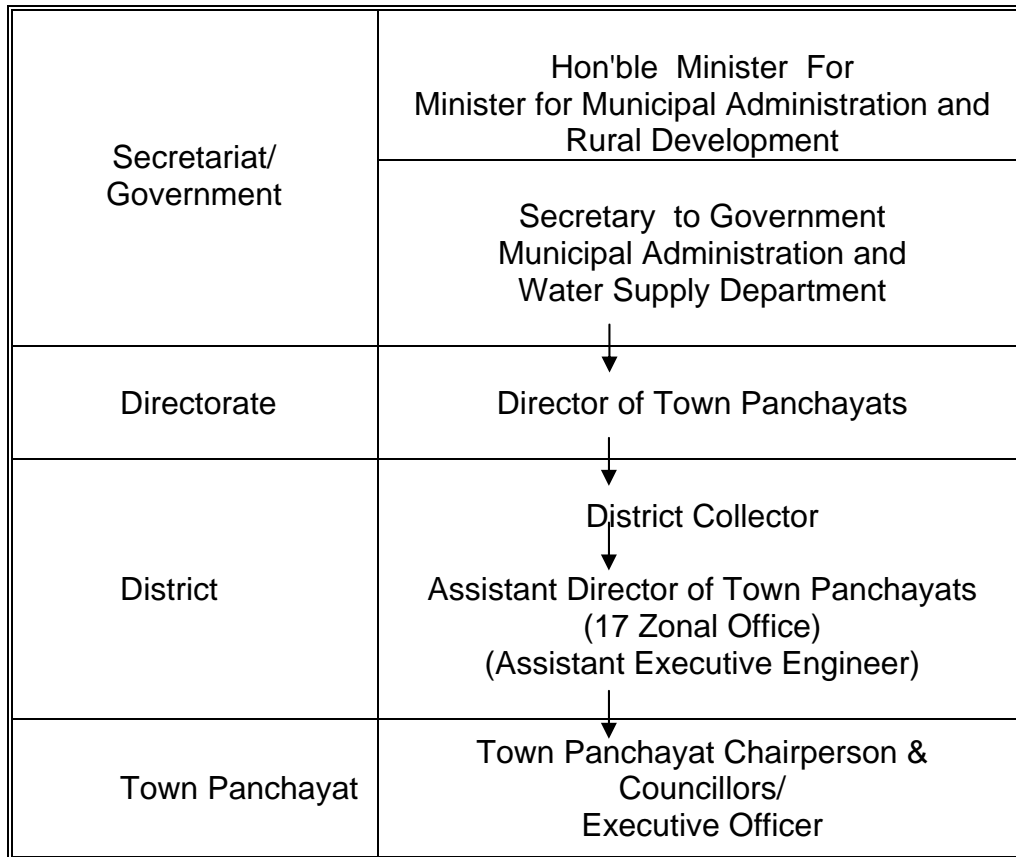 Secretariat/
Government
Hon'ble Minister For
Minister for Municipal Administration and
Rural Development
Secretary to Government
Municipal Administration and
Water Supply Department
Directorate
Director of Town Panchayats
District
District Collector
Assistant Director of Town Panchayats
(17 Zonal Office)
(Assistant Executive Engineer)
Town Panchayat
Town Panchayat Chairperson &
Councillors/
Executive Officer